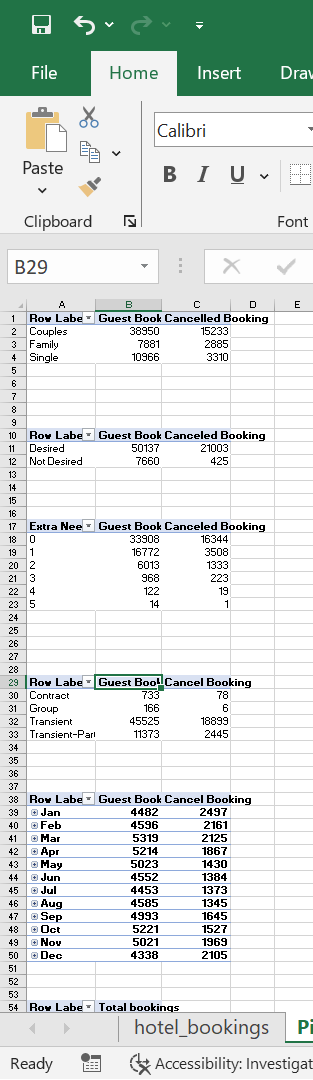 File Home Insert Drav
Calibri
Paste
B I U
Clipboard Font
B29
A B C D E
1 Row Labe Guest Book Cancelled Booking
2 Couples 38950 15233
3 Family 7881 2885
4 Single 10966 3310
5
6
7
8
9
10 Row Labe Guest Book Canceled Booking
11 Desired 50137 21003
12 Not Desired 7660 425
13
14
15
16
17 Extra Nee Guest Book Canceled Booking
18 0 33908 16344
19 1 16772 3508
20 2 6013 1333
21 3 968 223
22 4 122 19
23 5 14 1
24
25
26
27
28
29 Row Labe Guest Book Cancel Booking
30 Contract 733 78
31 Group 166 6
32 Transient 45525 18899
33 Transient-Part 11373 2445
34
35
36
37
38 Row Labe Guest Book Cancel Booking
39 Jan 4482 2497
40 Feb 4596 2161
41 Mar 5319 2125
42 Apr 5214 1867
43 May 5023 1430
44 Jun 4552 1384
45 Jul 4453 1373
46 Aug 4585 1345
47 Sep 4993 1645
48 Oct 5221 1527
49 Nov 5021 1969
50 Dec 4338 2105
51
52
53
54 Row Labe Total bookings
hotel_bookings Pi
Ready Accessibility: Investigat